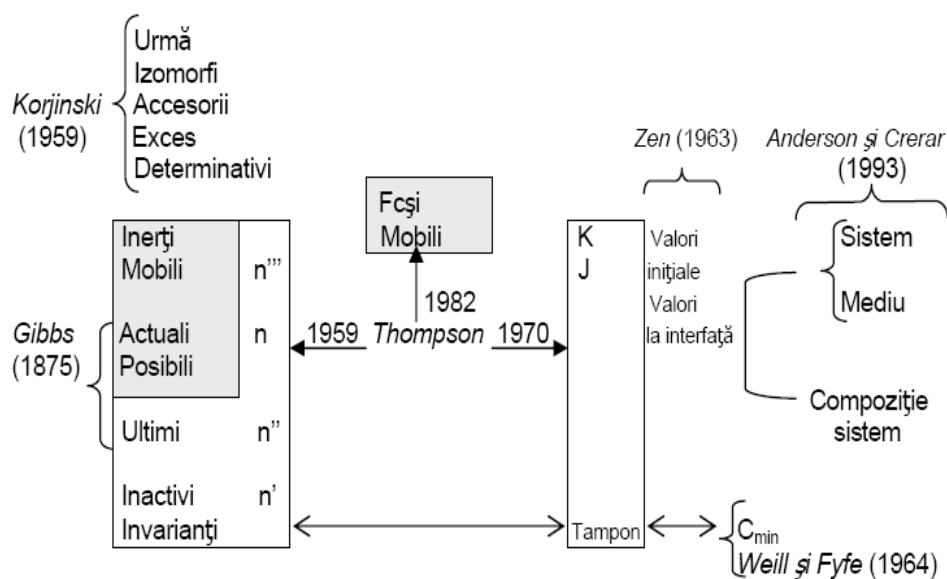 Urmă
Izomorfi
Korjinski
Accesorii
(1959)
Exces
Determinativi
Zen (1963)
Anderson şi Crerar
(1993)
Fcşi
Mobili
Inerţi
Mobili n'''
K
J
Valori
iniţiale
Valori
la interfaţă
Sistem
Mediu
1982
Gibbs
(1875)
Actuali n
Posibili
1959 Thompson 1970
Ultimi n''
Compoziţie
sistem
Inactivi n'
Invarianţi
Tampon
Cmin
Weill şi Fyfe (1964)